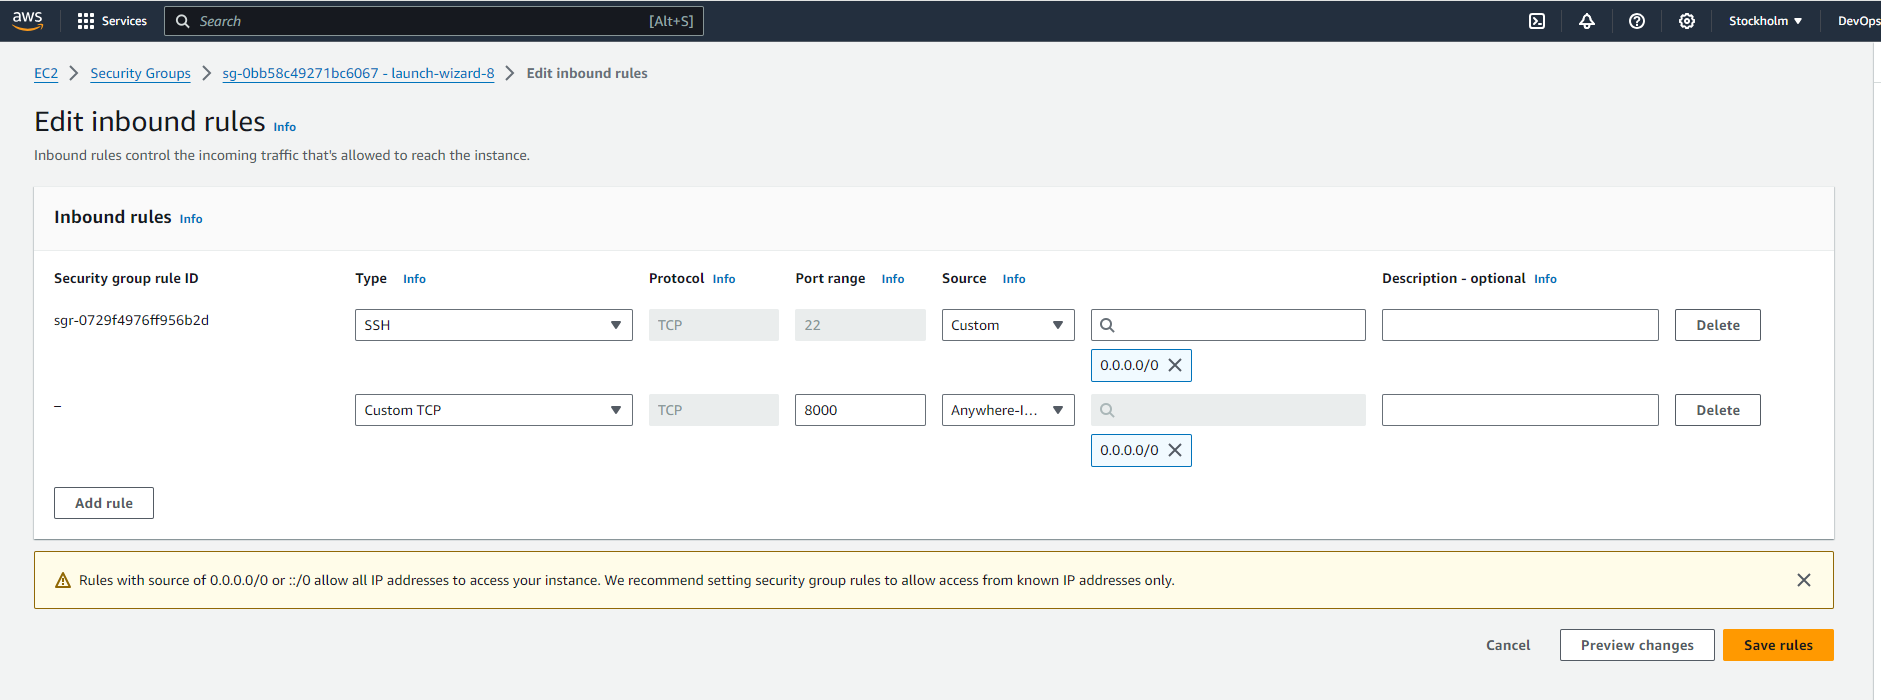 aws Services Search [Alt+S] Stockholm DevOps
EC2 Security Groups sg-0bb58c49271bc6067 - launch-wizard-8 Edit inbound rules
Edit inbound rules Info
Inbound rules control the incoming traffic that's allowed to reach the instance.
Inbound rules Info
Security group rule ID Type Info Protocol Info Port range Info Source Info Description - optional Info
sgr-0729f4976ff956b2d SSH TCP 22 Custom Delete
0.0.0.0/0
– Custom TCP TCP 8000 Anywhere-I... Delete
0.0.0.0/0
Add rule
Rules with source of 0.0.0.0/0 or ::/0 allow all IP addresses to access your instance. We recommend setting security group rules to allow access from known IP addresses only.
Cancel Preview changes Save rules